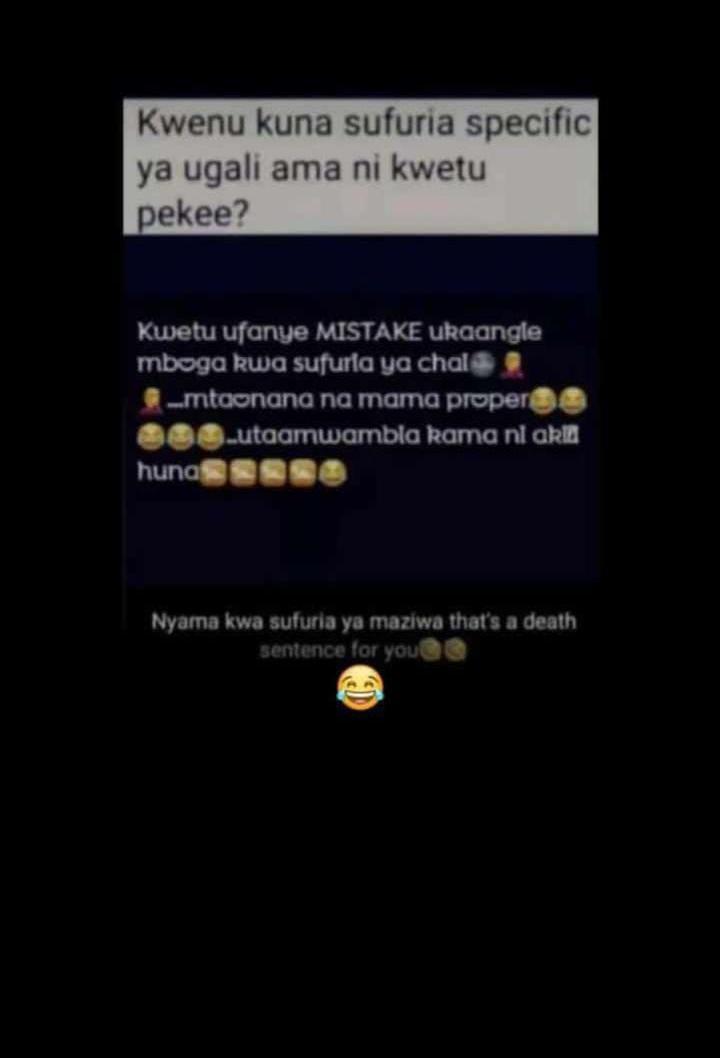 Kwenu kuna sufuria specific
ya ugali ama ni kwetu
pekee?
Kwetu ufanye MISTAKE ukaangle
mboga kwa sufuria ya chai
...mtaonana na mama proper😂😂
😂😂😂..utaamwambia kama ni akili
huna
Nyama kwa sufuria ya maziwa that's a death
sentence for you
😂